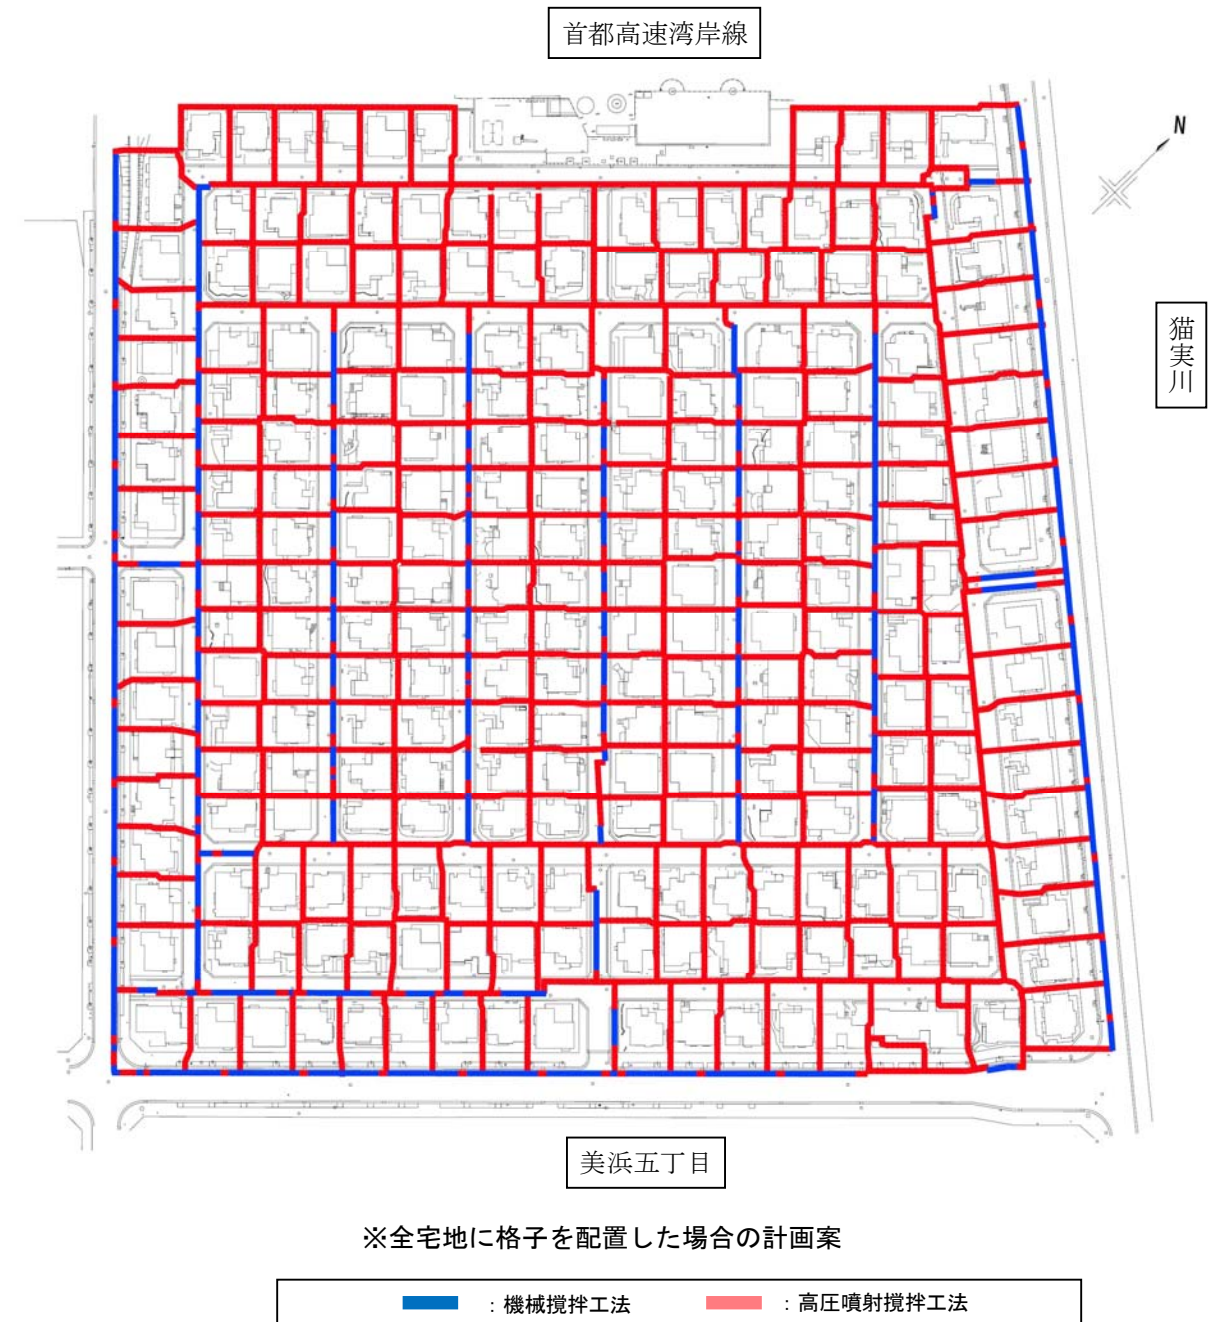 首都高速湾岸線
N
猫実川
美浜五丁目
※全宅地に格子を配置した場合の計画案
：機械撹拌工法 ：高圧噴射撹拌工法